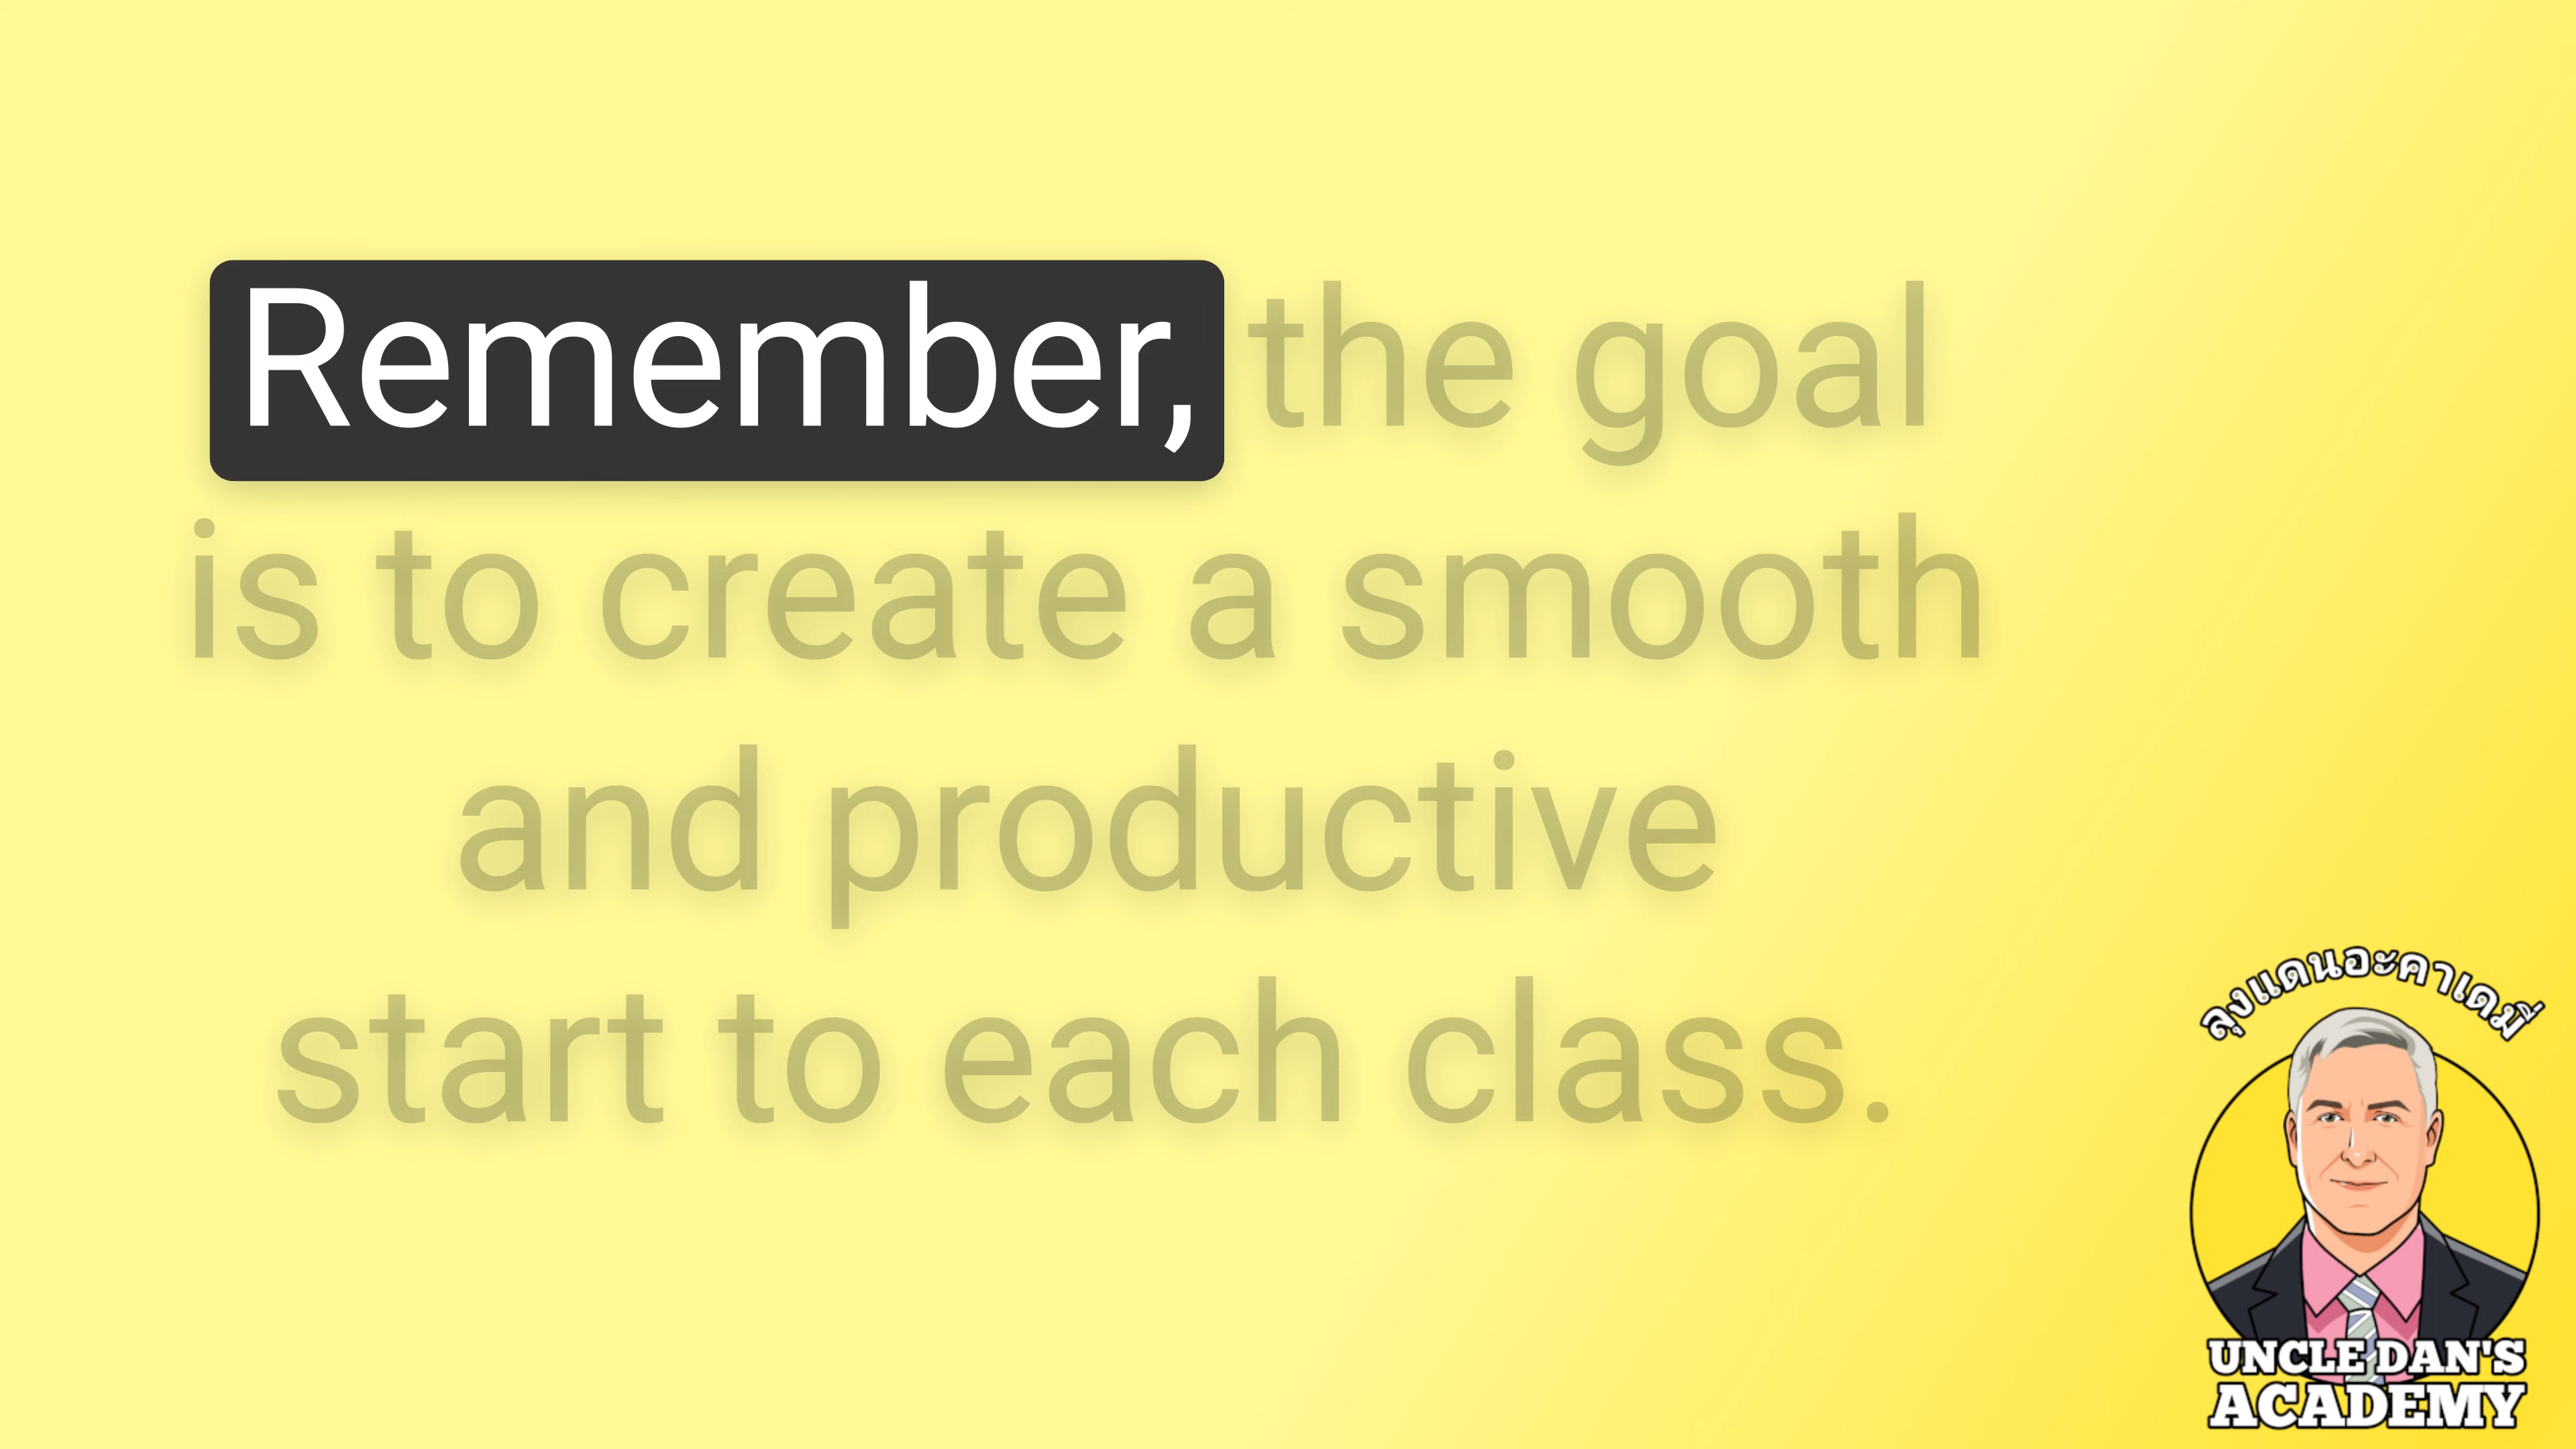 Remember, the goal
is to create a smooth
and productive
start to each class.
ลุงแดนอะคาเดมี่
UNCLE DAN'S
ACADEMY